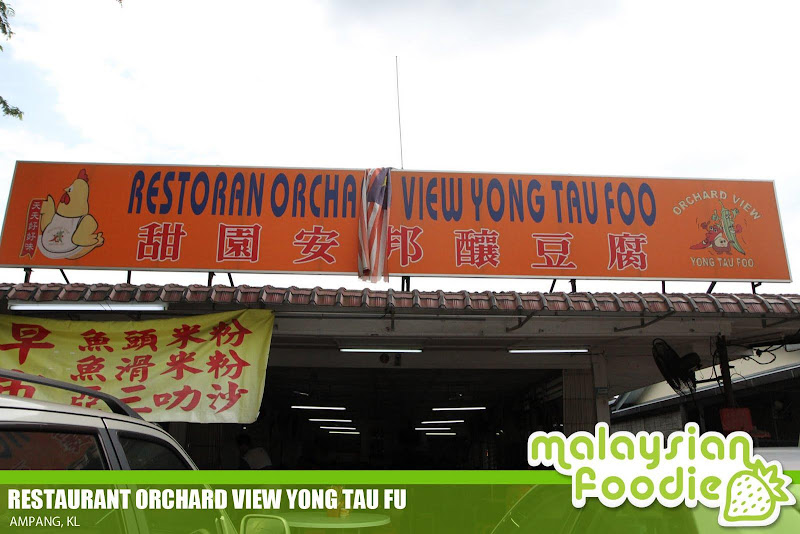 RESTORAN ORCHA VIEW YONG TAU FOO
甜園安邦釀豆腐
天天好好味
ORCHARD VIEW
YONG TAU FOO
早 魚頭米粉
魚滑米粉
市 亞三叻沙
malaysian
foodie
RESTAURANT ORCHARD VIEW YONG TAU FU
AMPANG, KL